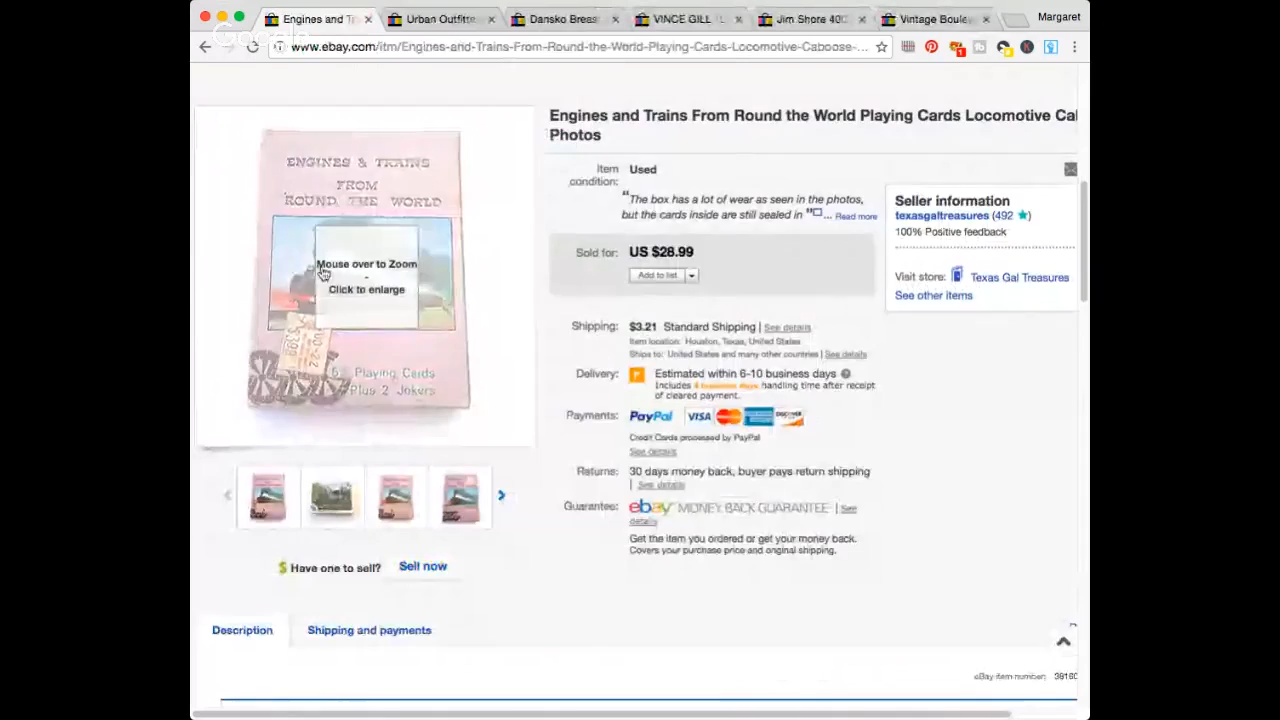 Engines and Tr
Urban Outfitte
Dansko Breas
VINCE GILL
Jim Shore 400
Vintage Boule
Margaret
Google
www.ebay.com/itm/Engines-and-Trains-From-Round-the-World-Playing-Cards-Locomotive-Caboose-...
Engines and Trains From Round the World Playing Cards Locomotive Ca
Photos
ENGINES & TRAINS
FROM
ROUND THE WORLD
Mouse over to Zoom
-
Click to enlarge
Playing Cards
Plus 2 Jokers
Item condition:
Used
"The box has a lot of wear as seen in the photos,
but the cards inside are still sealed in "... Read more
Sold for:
US $28.99
Add to list
Shipping:
$3.21 Standard Shipping | See details
Item location: Houston, Texas, United States
Ships to: United States and many other countries | See details
Delivery:
Estimated within 6-10 business days
Includes 4 business days handling time after receipt
of cleared payment.
Payments:
PayPal VISA MasterCard DISCOVER
Credit Cards processed by PayPal
See details
Returns:
30 days money back, buyer pays return shipping
| See details
Guarantee:
ebay MONEY BACK GUARANTEE | See
details
Get the item you ordered or get your money back.
Covers your purchase price and original shipping.
Seller information
texasgaltreasures (492 )
100% Positive feedback
Visit store: Texas Gal Treasures
See other items
Have one to sell? Sell now
Description
Shipping and payments
eBay item number: